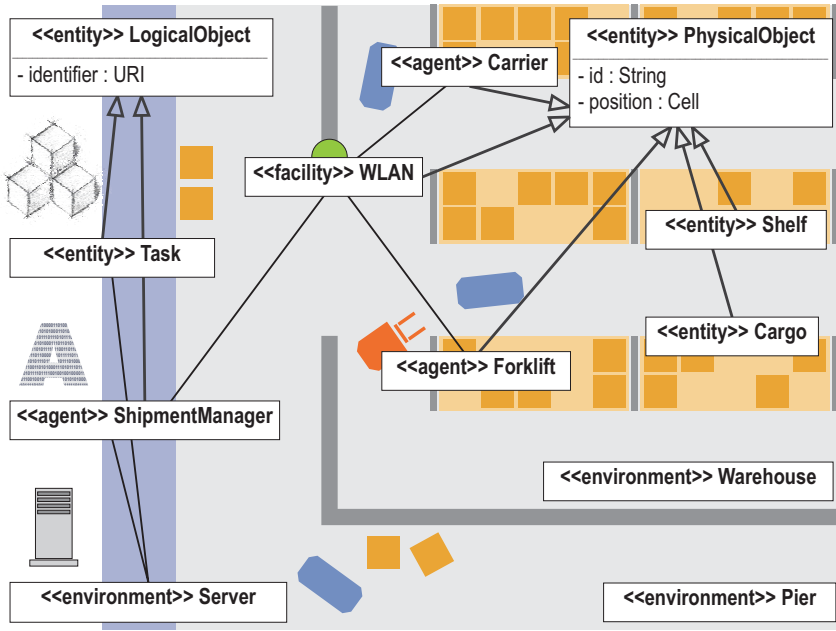 <<entity>> LogicalObject
- identifier : URI
<<agent>> Carrier
<<entity>> PhysicalObject
- id : String
- position : Cell
<<facility>> WLAN
<<entity>> Task
<<entity>> Shelf
<<entity>> Cargo
<<agent>> Forklift
<<agent>> ShipmentManager
<<environment>> Warehouse
<<environment>> Server
<<environment>> Pier